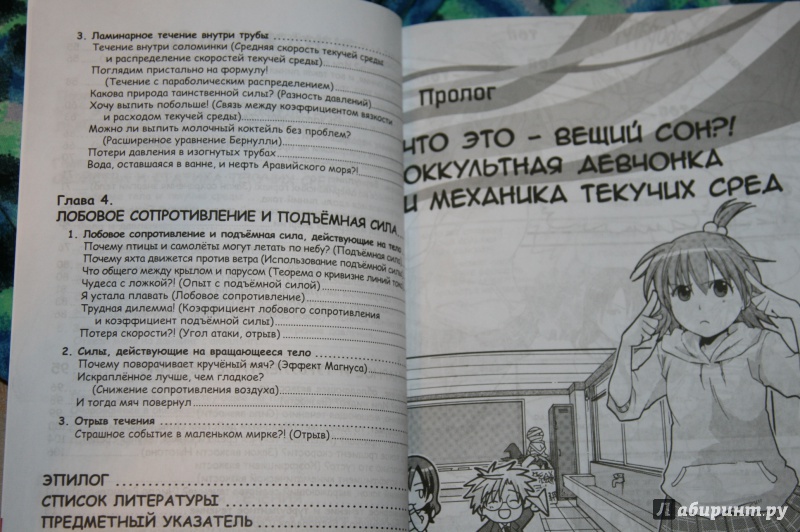 3. Ламинарное течение внутри трубы
Течение внутри соломинки (Средняя скорость текучей среды
и распределение скоростей текучей среды)
Поглядим пристально на формулу!
(Течение с параболическим распределением)
Какова природа таинственной силы? (Разность давлений)
Хочу выпить побольше! (Связь между коэффициентом вязкости
и расходом текучей среды)
Можно ли выпить молочный коктейль без проблем?
(Расширенное уравнение Бернулли)
Потери давления в изогнутых трубах
Вода, оставшаяся в ванне, и нефть Аравийского моря?!
Глава 4.
ЛОБОВОЕ СОПРОТИВЛЕНИЕ И ПОДЪЁМНАЯ СИЛА
1. Лобовое сопротивление и подъёмная сила, действующие на тело
Почему птицы и самолёты могут летать по небу? (Подъёмная сила)
Почему яхта движется против ветра (Использование подъёмной силы)
Что общего между крылом и парусом (Теорема о кривизне линий
Чудеса с ложкой?! (Опыт с подъёмной силой)
Я устала плавать (Лобовое сопротивление)
Трудная дилемма! (Коэффициент лобового сопротивления
и коэффициент подъёмной силы)
Потеря скорости?! (Угол атаки, отрыв)
2. Силы, действующие на вращающееся тело
Почему поворачивает кручёный мяч? (Эффект Магнуса)
Искраплённое лучше, чем гладкое?
(Снижение сопротивления воздуха)
И тогда мяч повернул
3. Отрыв течения
Страшное событие в маленьком мирке?! (Отрыв)
ЭПИЛОГ
СПИСОК ЛИТЕРАТУРЫ
ПРЕДМЕТНЫЙ УКАЗАТЕЛЬ
Пролог
ЧТО ЭТО – ВЕЩИЙ СОН?!
ОККУЛЬТНАЯ ДЕВЧОНКА
И МЕХАНИКА ТЕКУЧИХ СРЕД
Лабиринт.ру